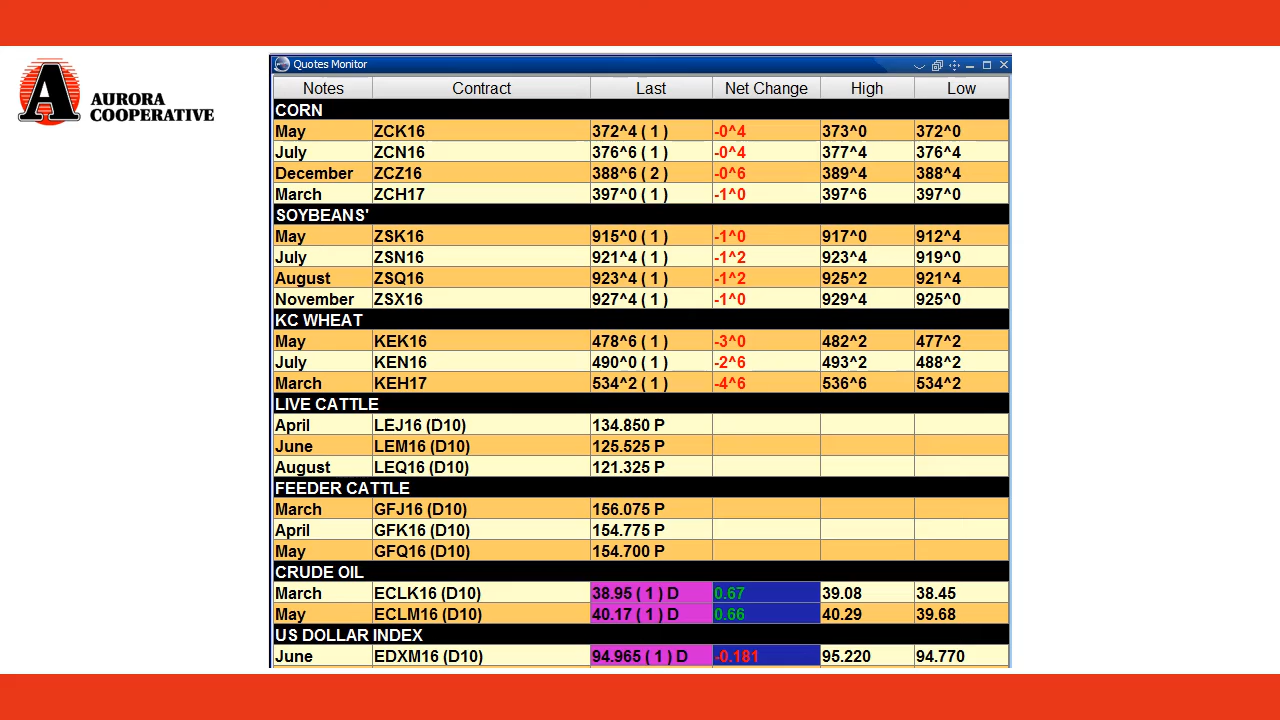 AURORA
COOPERATIVE
Quotes Monitor
Notes Contract Last Net Change High Low
CORN
May ZCK16 372^4 ( 1 ) -0^4 373^0 372^0
July ZCN16 376^6 ( 1 ) -0^4 377^4 376^4
December ZCZ16 388^6 ( 2 ) -0^6 389^4 388^4
March ZCH17 397^0 ( 1 ) -1^0 397^6 397^0
SOYBEANS'
May ZSK16 915^0 ( 1 ) -1^0 917^0 912^4
July ZSN16 921^4 ( 1 ) -1^2 923^4 919^0
August ZSQ16 923^4 ( 1 ) -1^2 925^2 921^4
November ZSX16 927^4 ( 1 ) -1^0 929^4 925^0
KC WHEAT
May KEK16 478^6 ( 1 ) -3^0 482^2 477^2
July KEN16 490^0 ( 1 ) -2^6 493^2 488^2
March KEH17 534^2 ( 1 ) -4^6 536^6 534^2
LIVE CATTLE
April LEJ16 (D10) 134.850 P
June LEM16 (D10) 125.525 P
August LEQ16 (D10) 121.325 P
FEEDER CATTLE
March GFJ16 (D10) 156.075 P
April GFK16 (D10) 154.775 P
May GFQ16 (D10) 154.700 P
CRUDE OIL
March ECLK16 (D10) 38.95 ( 1 ) D 0.67 39.08 38.45
May ECLM16 (D10) 40.17 ( 1 ) D 0.66 40.29 39.68
US DOLLAR INDEX
June EDXM16 (D10) 94.965 ( 1 ) D -0.181 95.220 94.770